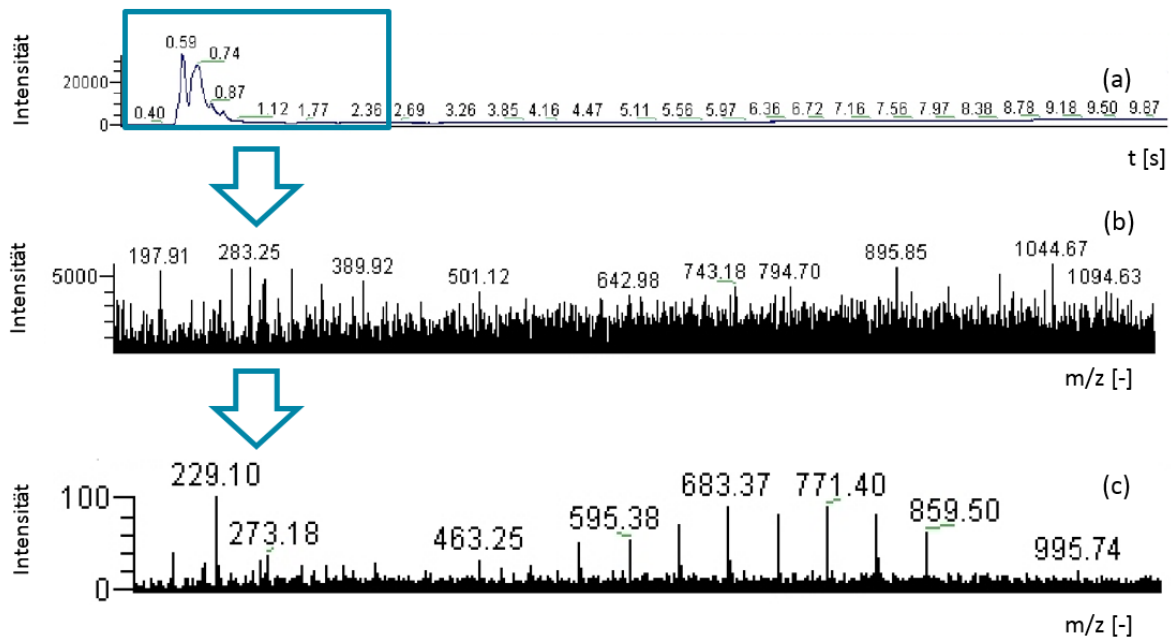 Intensität
(a)
20000
0
0.40 0.59 0.74 0.87 1.12 1.77 2.36 2.69 3.26 3.85 4.16 4.47 5.11 5.56 5.97 6.36 6.72 7.16 7.56 7.97 8.38 8.78 9.18 9.50 9.87
t [s]
Intensität
(b)
5000
197.91 283.25 389.92 501.12 642.98 743.18 794.70 895.85 1044.67 1094.63
m/z [-]
Intensität
(c)
100
0
229.10 273.18 463.25 595.38 683.37 771.40 859.50 995.74
m/z [-]